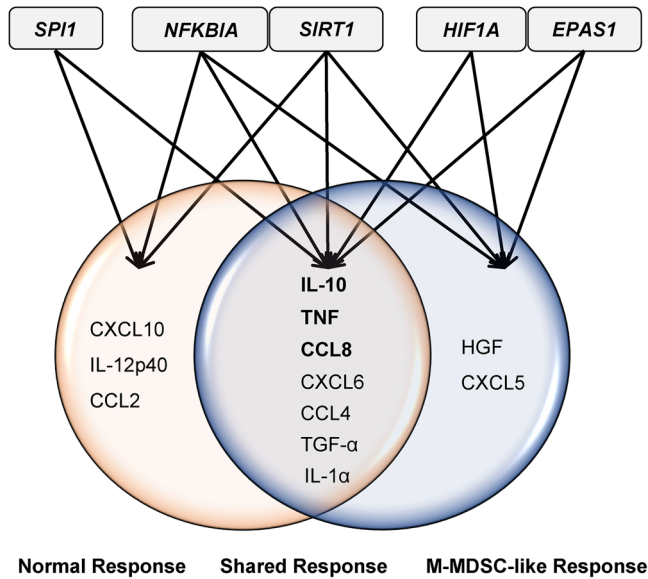 SPI1 NFKBIA SIRT1 HIF1A EPAS1
IL-10
TNF
CCL8
CXCL6
CCL4
TGF-α
IL-1α
CXCL10
IL-12p40
CCL2
HGF
CXCL5
Normal Response Shared Response M-MDSC-like Response